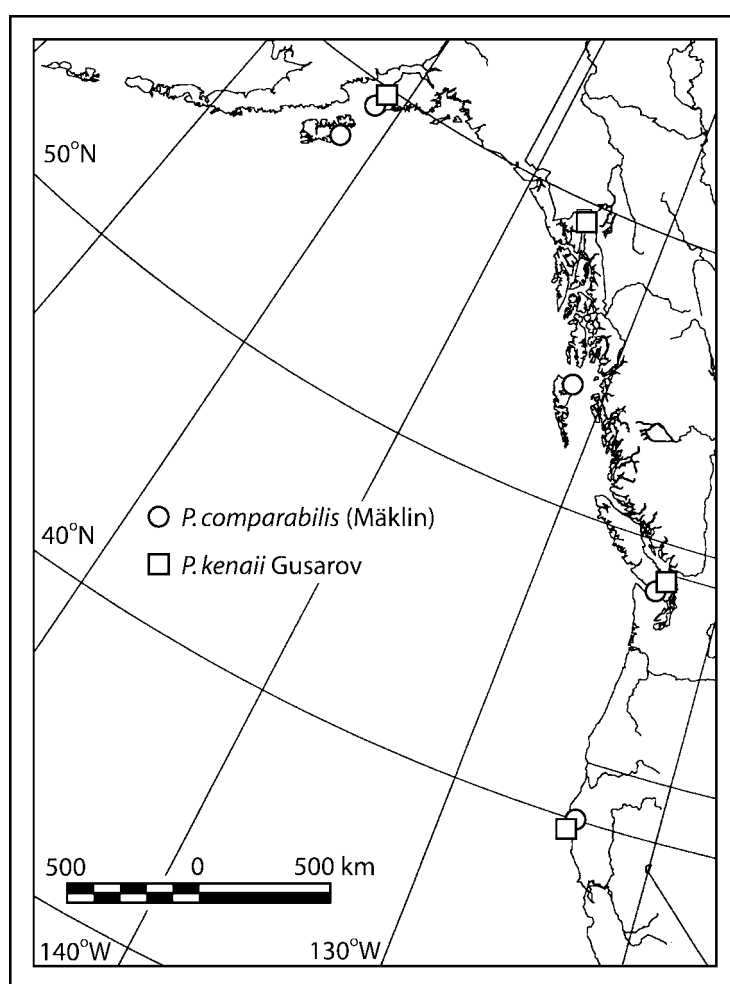 50°N
40°N
P. comparabilis (Mäklin)
P. kenaii Gusarov
500 0 500 km
140°W 130°W